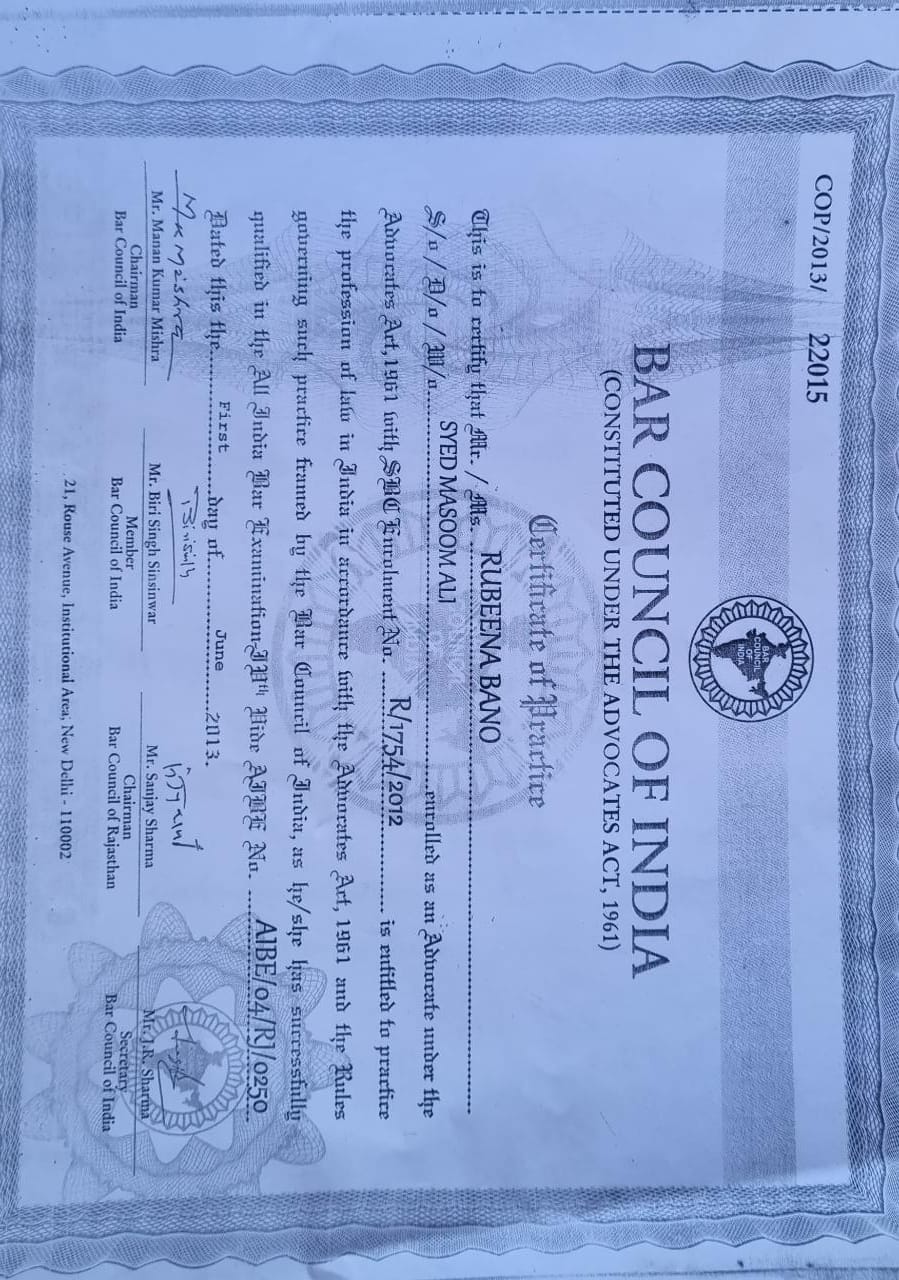 COP/2013/ 22015
BAR COUNCIL OF INDIA
BAR COUNCIL OF INDIA
(CONSTITUTED UNDER THE ADVOCATES ACT, 1961)
Certificate of Practice
This is to certify that Mr. / Ms. RUBEENA BANO
S/o / D/o / W/o SYED MASOOM ALI enrolled as an Advocate under the
Advocates Act, 1961 with SBC Enrolment No. R/1754/2012 is entitled to practice
the profession of law in India in accordance with the Advocates Act, 1961 and the Rules
governing such practice framed by the Bar Council of India, as he/she has successfully
qualified in the All India Bar Examination-IVth Vide AIBE No. AIBE/04/RJ/0250
Dated this the First day of June 2013.
Mr. Manan Kumar Mishra
Chairman
Bar Council of India
Mr. Biri Singh Sinsinwar
Member
Bar Council of India
Mr. Sanjay Sharma
Chairman
Bar Council of Rajasthan
Mr. J.R. Sharma
Secretary
Bar Council of India
21, Rouse Avenue, Institutional Area, New Delhi - 110002